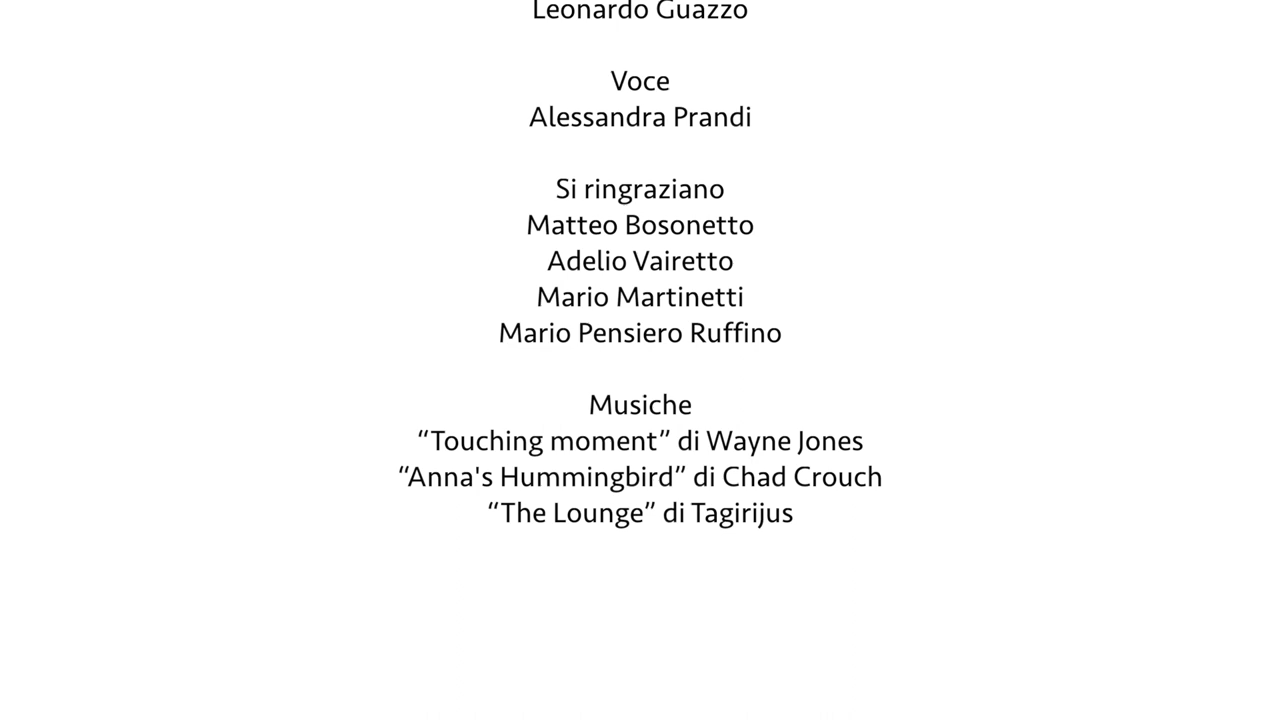 Leonardo Guazzo
Voce
Alessandra Prandi
Si ringraziano
Matteo Bosonetto
Adelio Vairetto
Mario Martinetti
Mario Pensiero Ruffino
Musiche
“Touching moment” di Wayne Jones
“Anna's Hummingbird” di Chad Crouch
“The Lounge” di Tagirijus